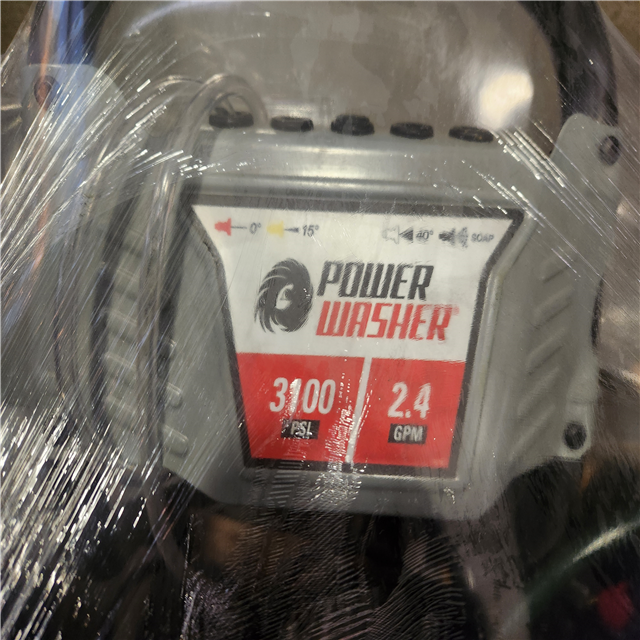 0° 15° 40° SOAP
POWER
WASHER
3100 2.4
PSI. GPM